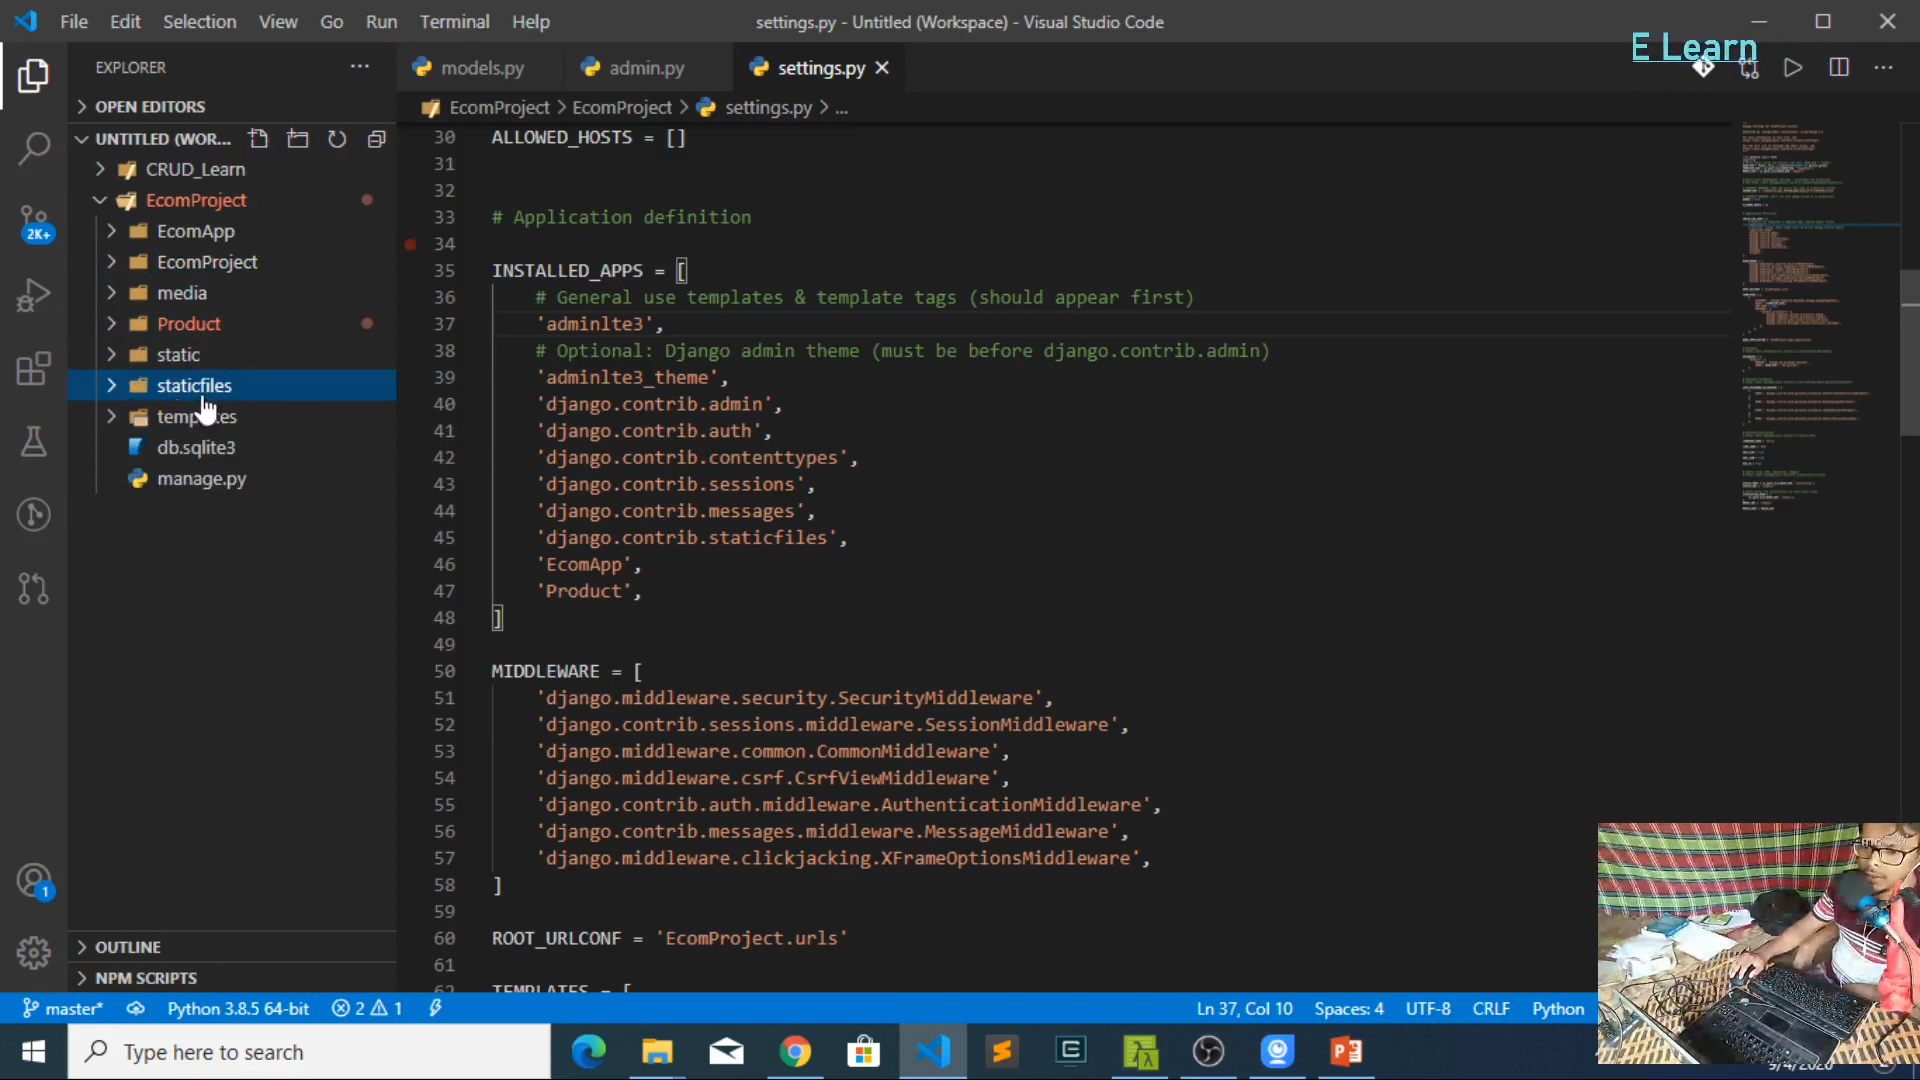 File Edit Selection View Go Run Terminal Help
settings.py - Untitled (Workspace) - Visual Studio Code
E Learn
EXPLORER
models.py admin.py settings.py
OPEN EDITORS
EcomProject > EcomProject > settings.py > ...
UNTITLED (WOR...
CRUD_Learn
EcomProject
EcomApp
EcomProject
media
Product
static
staticfiles
templates
db.sqlite3
manage.py
2K+
1
OUTLINE
NPM SCRIPTS
30 ALLOWED_HOSTS = []
31
32
33 # Application definition
34
35 INSTALLED_APPS = [
36 # General use templates & template tags (should appear first)
37 'adminlte3',
38 # Optional: Django admin theme (must be before django.contrib.admin)
39 'adminlte3_theme',
40 'django.contrib.admin',
41 'django.contrib.auth',
42 'django.contrib.contenttypes',
43 'django.contrib.sessions',
44 'django.contrib.messages',
45 'django.contrib.staticfiles',
46 'EcomApp',
47 'Product',
48 ]
49
50 MIDDLEWARE = [
51 'django.middleware.security.SecurityMiddleware',
52 'django.contrib.sessions.middleware.SessionMiddleware',
53 'django.middleware.common.CommonMiddleware',
54 'django.middleware.csrf.CsrfViewMiddleware',
55 'django.contrib.auth.middleware.AuthenticationMiddleware',
56 'django.contrib.messages.middleware.MessageMiddleware',
57 'django.middleware.clickjacking.XFrameOptionsMiddleware',
58 ]
59
60 ROOT_URLCONF = 'EcomProject.urls'
61
62 TEMPLATES = [
master* Python 3.8.5 64-bit 2 1 Ln 37, Col 10 Spaces: 4 UTF-8 CRLF Python
Type here to search
9/4/2020